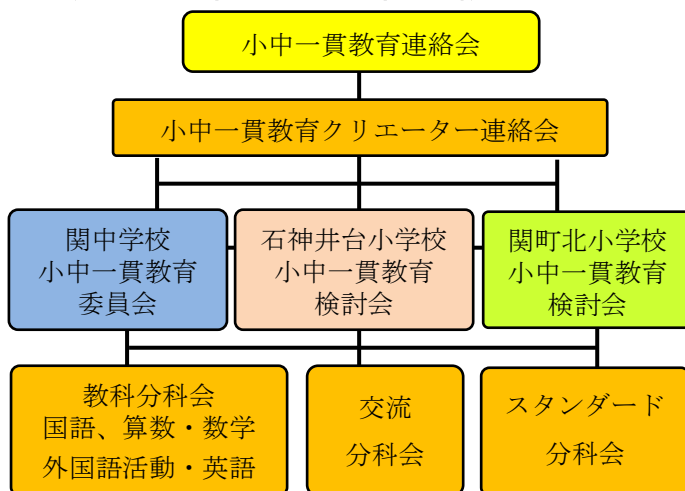 小中一貫教育連絡会
小中一貫教育クリエーター連絡会
関中学校
小中一貫教育
委員会
石神井台小学校
小中一貫教育
検討会
関町北小学校
小中一貫教育
検討会
教科分科会
国語、算数・数学
外国語活動・英語
交流
分科会
スタンダード
分科会